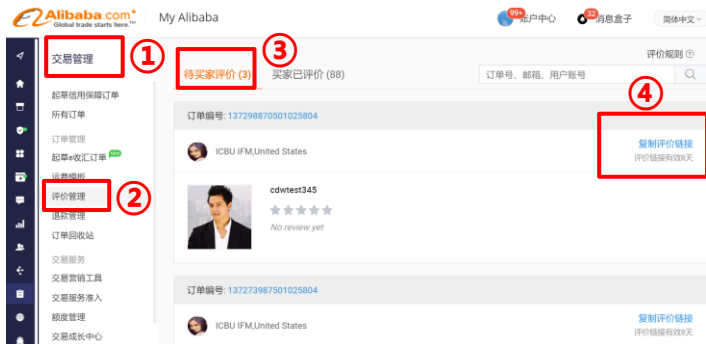 Alibaba.com
Global trade starts here.™
My Alibaba
99+
账户中心
32
消息盒子
简体中文
交易管理
①
起草信用保障订单
所有订单
订单管理
起草e收汇订单
运费模板
评价管理
②
退款管理
订单回收站
交易服务
交易营销工具
交易服务准入
额度管理
交易成长中心
③
待买家评价 (3)
买家已评价 (88)
评价规则
订单号、邮箱、用户账号
④
订单编号: 137298870501025804
ICBU IFM,United States
复制评价链接
评价链接有效8天
cdwtest345
No review yet
订单编号: 137273987501025804
ICBU IFM,United States
复制评价链接
评价链接有效8天